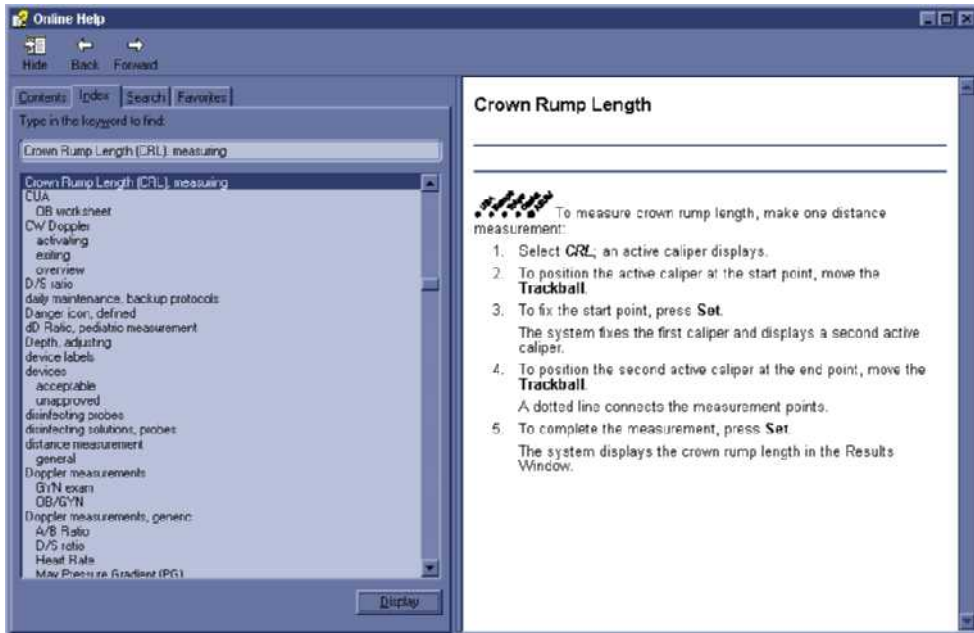 Online Help
Hide Back Forward
Contents Index Search Favorites
Type in the keyword to find:
Crown Rump Length (CRL), measuring
Crown Rump Length (CRL), measuring
CUA
OB worksheet
CW Doppler
activating
exiting
overview
D/S ratio
daily maintenance, backup protocols
Danger icon, defined
dD Ratio, pediatric measurement
Depth, adjusting
device labels
devices
acceptable
unapproved
disinfecting probes
disinfecting solutions, probes
distance measurement
general
Doppler measurements
GYN exam
OB/GYN
Doppler measurements, generic
A/B Ratio
D/S ratio
Heart Rate
Max Pressure Gradient (PG)
Display
Crown Rump Length
To measure crown rump length, make one distance
measurement:
1. Select CRL; an active caliper displays.
2. To position the active caliper at the start point, move the
Trackball.
3. To fix the start point, press Set.
The system fixes the first caliper and displays a second active
caliper.
4. To position the second active caliper at the end point, move the
Trackball.
A dotted line connects the measurement points.
5. To complete the measurement, press Set.
The system displays the crown rump length in the Results
Window.